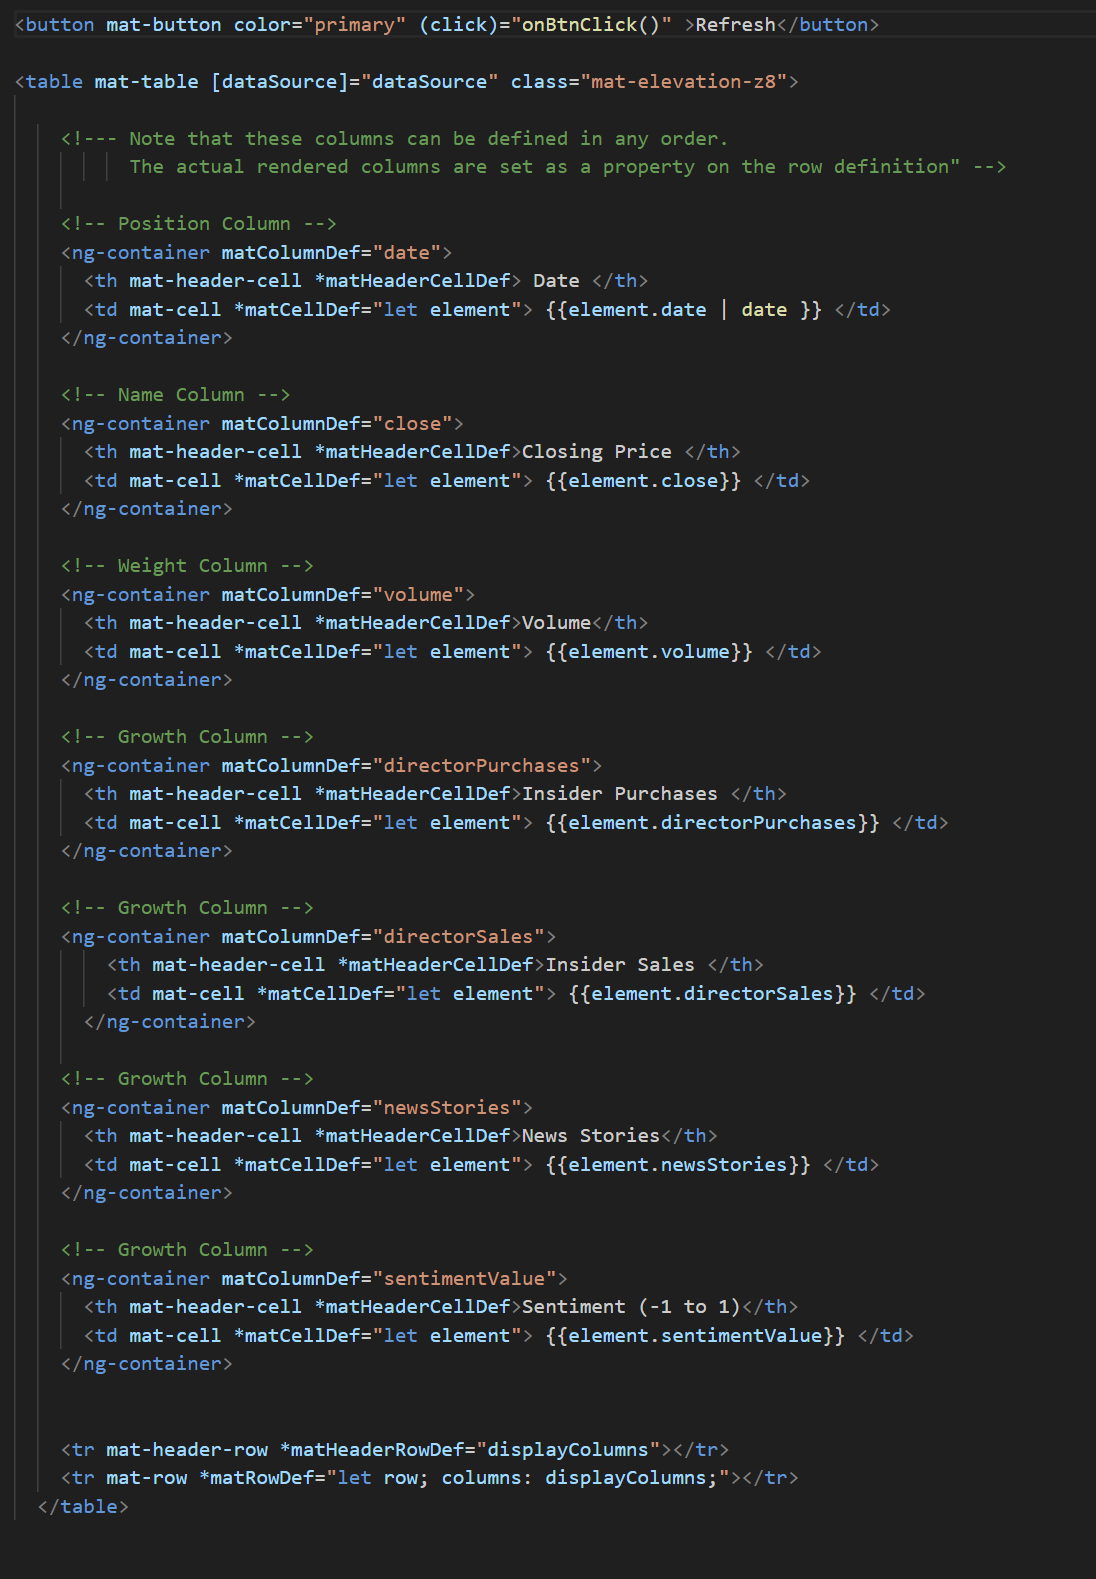 <button mat-button color="primary" (click)="onBtnClick()" >Refresh</button>
<table mat-table [dataSource]="dataSource" class="mat-elevation-z8">
<!--- Note that these columns can be defined in any order.
The actual rendered columns are set as a property on the row definition" -->
<!-- Position Column -->
<ng-container matColumnDef="date">
<th mat-header-cell *matHeaderCellDef> Date </th>
<td mat-cell *matCellDef="let element"> {{element.date | date }} </td>
</ng-container>
<!-- Name Column -->
<ng-container matColumnDef="close">
<th mat-header-cell *matHeaderCellDef>Closing Price </th>
<td mat-cell *matCellDef="let element"> {{element.close}} </td>
</ng-container>
<!-- Weight Column -->
<ng-container matColumnDef="volume">
<th mat-header-cell *matHeaderCellDef>Volume</th>
<td mat-cell *matCellDef="let element"> {{element.volume}} </td>
</ng-container>
<!-- Growth Column -->
<ng-container matColumnDef="directorPurchases">
<th mat-header-cell *matHeaderCellDef>Insider Purchases </th>
<td mat-cell *matCellDef="let element"> {{element.directorPurchases}} </td>
</ng-container>
<!-- Growth Column -->
<ng-container matColumnDef="directorSales">
<th mat-header-cell *matHeaderCellDef>Insider Sales </th>
<td mat-cell *matCellDef="let element"> {{element.directorSales}} </td>
</ng-container>
<!-- Growth Column -->
<ng-container matColumnDef="newsStories">
<th mat-header-cell *matHeaderCellDef>News Stories</th>
<td mat-cell *matCellDef="let element"> {{element.newsStories}} </td>
</ng-container>
<!-- Growth Column -->
<ng-container matColumnDef="sentimentValue">
<th mat-header-cell *matHeaderCellDef>Sentiment (-1 to 1)</th>
<td mat-cell *matCellDef="let element"> {{element.sentimentValue}} </td>
</ng-container>
<tr mat-header-row *matHeaderRowDef="displayColumns"></tr>
<tr mat-row *matRowDef="let row; columns: displayColumns;"></tr>
</table>